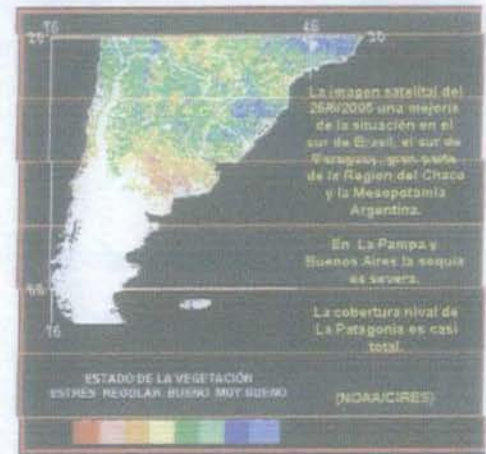 76
46
20
20
La imagen satelital del
26/6/2005 una mejoría
de la situación en el
sur de Brasil, el sur de
Paraguay, gran parte
de la Región del Chaco
y la Mesopotamia
Argentina.
En La Pampa y
Buenos Aires la sequía
es severa.
La cobertura nival de
La Patagonia es casi
total.
76
ESTADO DE LA VEGETACIÓN
ESTRES REGULAR BUENO MUY BUENO
(NOAA/CIRES)